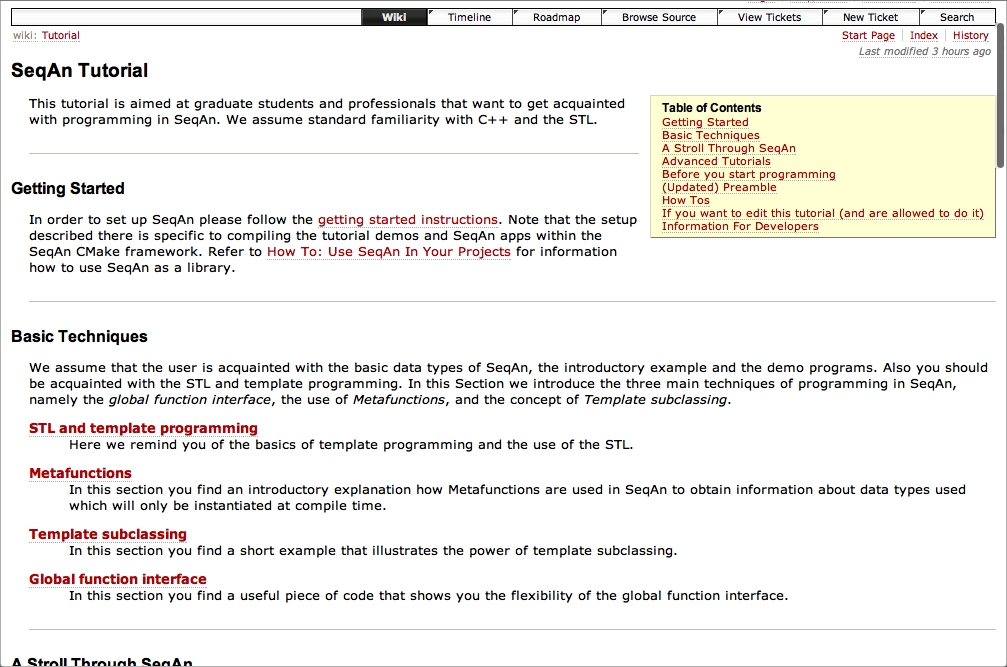 Wiki
Timeline
Roadmap
Browse Source
View Tickets
New Ticket
Search
wiki: Tutorial
Start Page
Index
History
Last modified 3 hours ago
SeqAn Tutorial
This tutorial is aimed at graduate students and professionals that want to get acquainted
with programming in SeqAn. We assume standard familiarity with C++ and the STL.
Table of Contents
Getting Started
Basic Techniques
A Stroll Through SeqAn
Advanced Tutorials
Before you start programming
(Updated) Preamble
How Tos
If you want to edit this tutorial (and are allowed to do it)
Information For Developers
Getting Started
In order to set up SeqAn please follow the getting started instructions. Note that the setup
described there is specific to compiling the tutorial demos and SeqAn apps within the
SeqAn CMake framework. Refer to How To: Use SeqAn In Your Projects for information
how to use SeqAn as a library.
Basic Techniques
We assume that the user is acquainted with the basic data types of SeqAn, the introductory example and the demo programs. Also you should
be acquainted with the STL and template programming. In this Section we introduce the three main techniques of programming in SeqAn,
namely the global function interface, the use of Metafunctions, and the concept of Template subclassing.
STL and template programming
Here we remind you of the basics of template programming and the use of the STL.
Metafunctions
In this section you find an introductory explanation how Metafunctions are used in SeqAn to obtain information about data types used
which will only be instantiated at compile time.
Template subclassing
In this section you find a short example that illustrates the power of template subclassing.
Global function interface
In this section you find a useful piece of code that shows you the flexibility of the global function interface.
A Stroll Through SeqAn